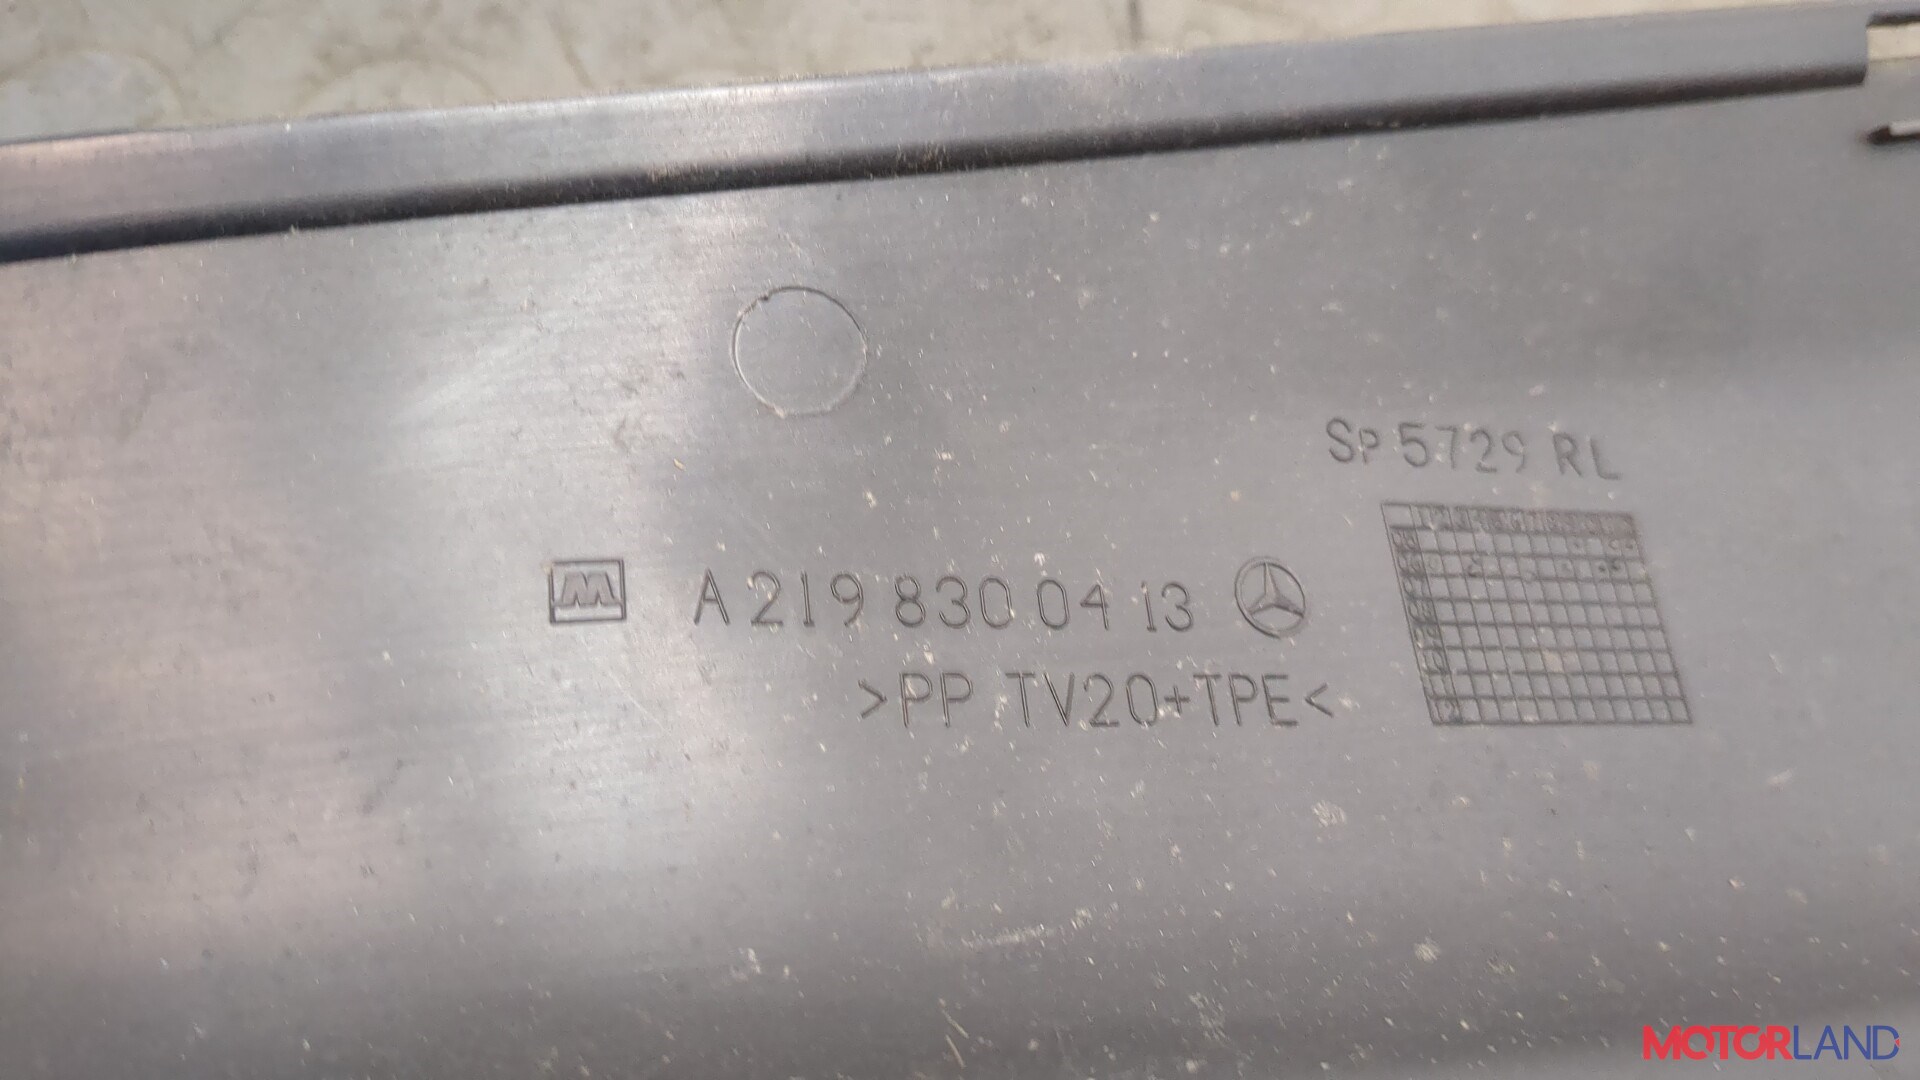 SP 5729 RL
A 219 830 04 13
>PP TV20+TPE<
MOTORLAND